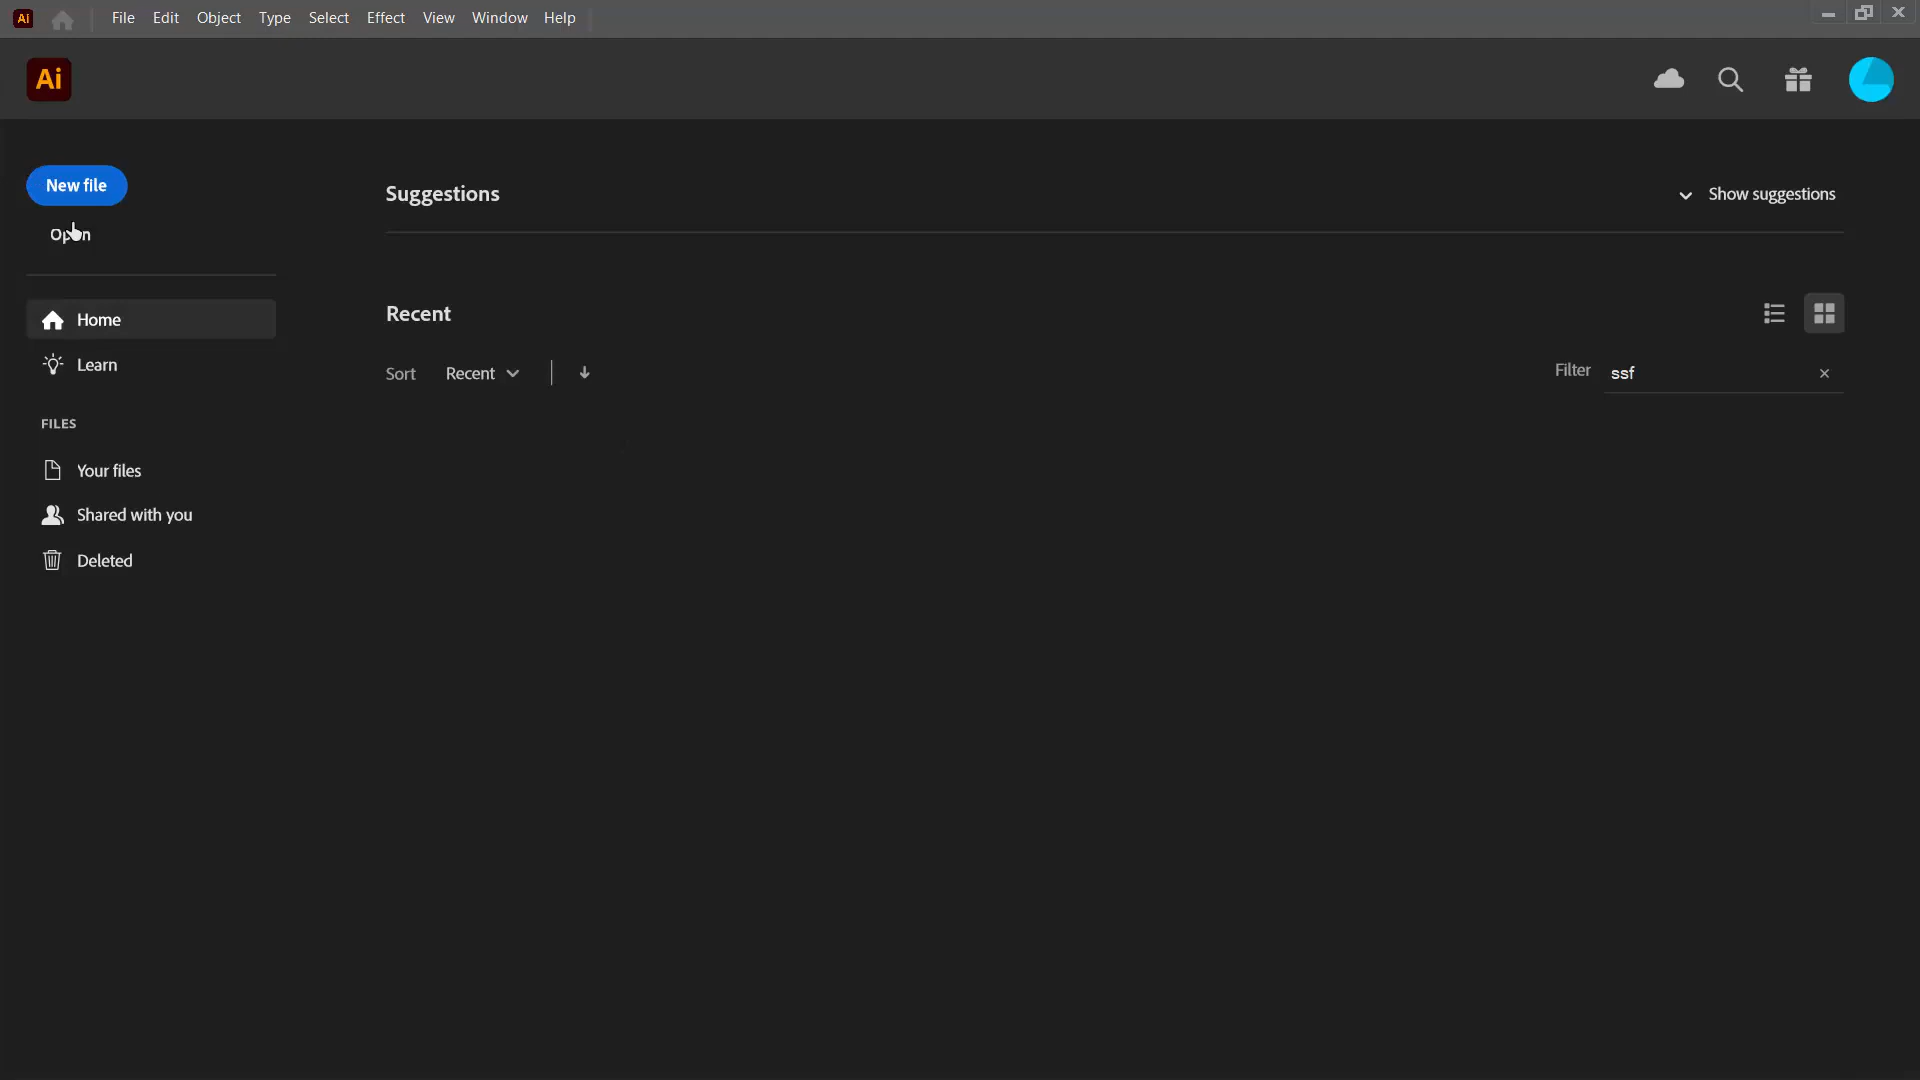 Ai File Edit Object Type Select Effect View Window Help
Ai
New file
Open
Home
Learn
FILES
Your files
Shared with you
Deleted
Suggestions Show suggestions
Recent
Sort Recent Filter ssf